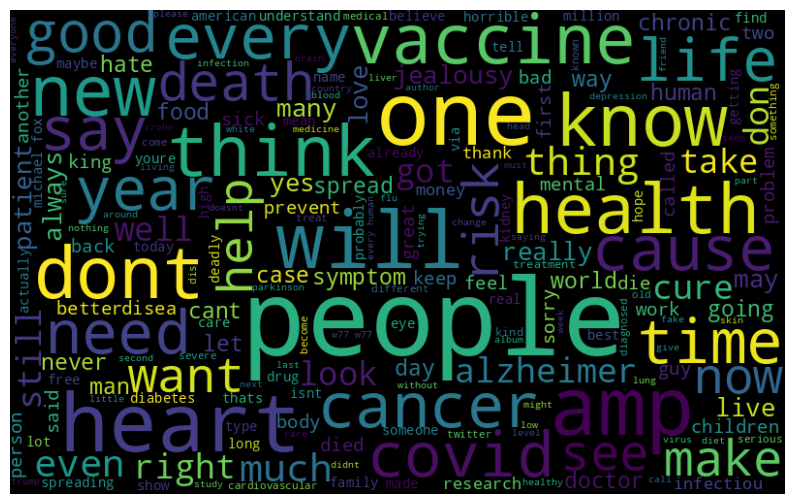 good
every
vaccine
life
new
death
one
know
say
think
health
year
will
risk
cause
dont
help
people
need
time
heart
want
cancer
amp
covid
see
make
even
right
much
look
alzheimer
now
still
well
cure
thing
take
don
many
hate
food
love
jealousy
bad
way
human
chronic
two
find
horrible
million
american
understand
medical
believe
please
tell
infection
maybe
another
fox
king
michael
youre
always
patient
sick
mean
name
country
liver
blood
brain
author
known
friend
getting
something
depression
first
via
head
must
seem
part
problem
called
hope
mental
money
kidney
thank
already
got
great
yes
spread
prevent
probably
treat
flu
every human
trying
change
saying
treatment
really
may
white
medicine
come
crohn
living
sure
nothing
around
back
today
high
doesnt
deadly
dis
actually
case
symptom
keep
feel
world
die
sorry
work
going
old
betterdisea
cant
care
let
never
second
severe
parkinson
different
real
eye
become
w77 w77
kind
album
week
best
diagnosed
fake
skin
give
day
guy
man
free
diabetes
thats
drug
isnt
last
next
little
said
person
lot
type
body
someone
without
might
low
level
lung
live
children
infectiou
doctor
virus
diet
serious
call
twitter
died
didnt
rare
long
family
made
research
healthy
cardiovascular
study
show
spreading
trump
everyone